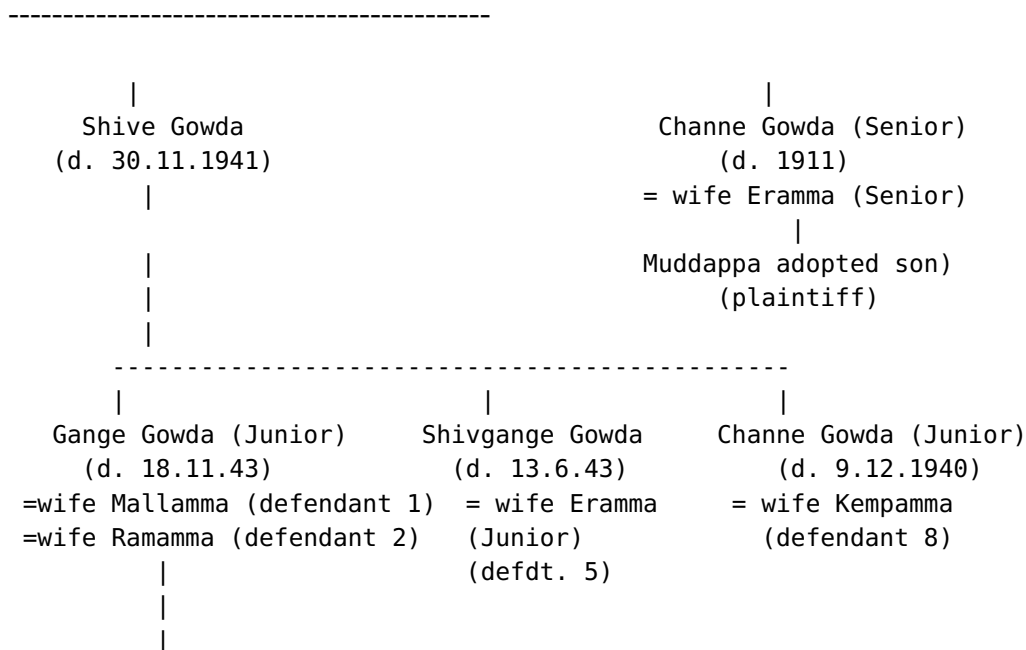 --------------------------------------------
| |
Shive Gowda Channe Gowda (Senior)
(d. 30.11.1941) (d. 1911)
| = wife Eramma (Senior)
|
| Muddappa adopted son)
| (plaintiff)
|
----------------------------------------------
| | |
Gange Gowda (Junior) Shivgange Gowda Channe Gowda (Junior)
(d. 18.11.43) (d. 13.6.43) (d. 9.12.1940)
=wife Mallamma (defendant 1) = wife Eramma = wife Kempamma
=wife Ramamma (defendant 2) (Junior) (defendant 8)
| (defdt. 5)
|
|